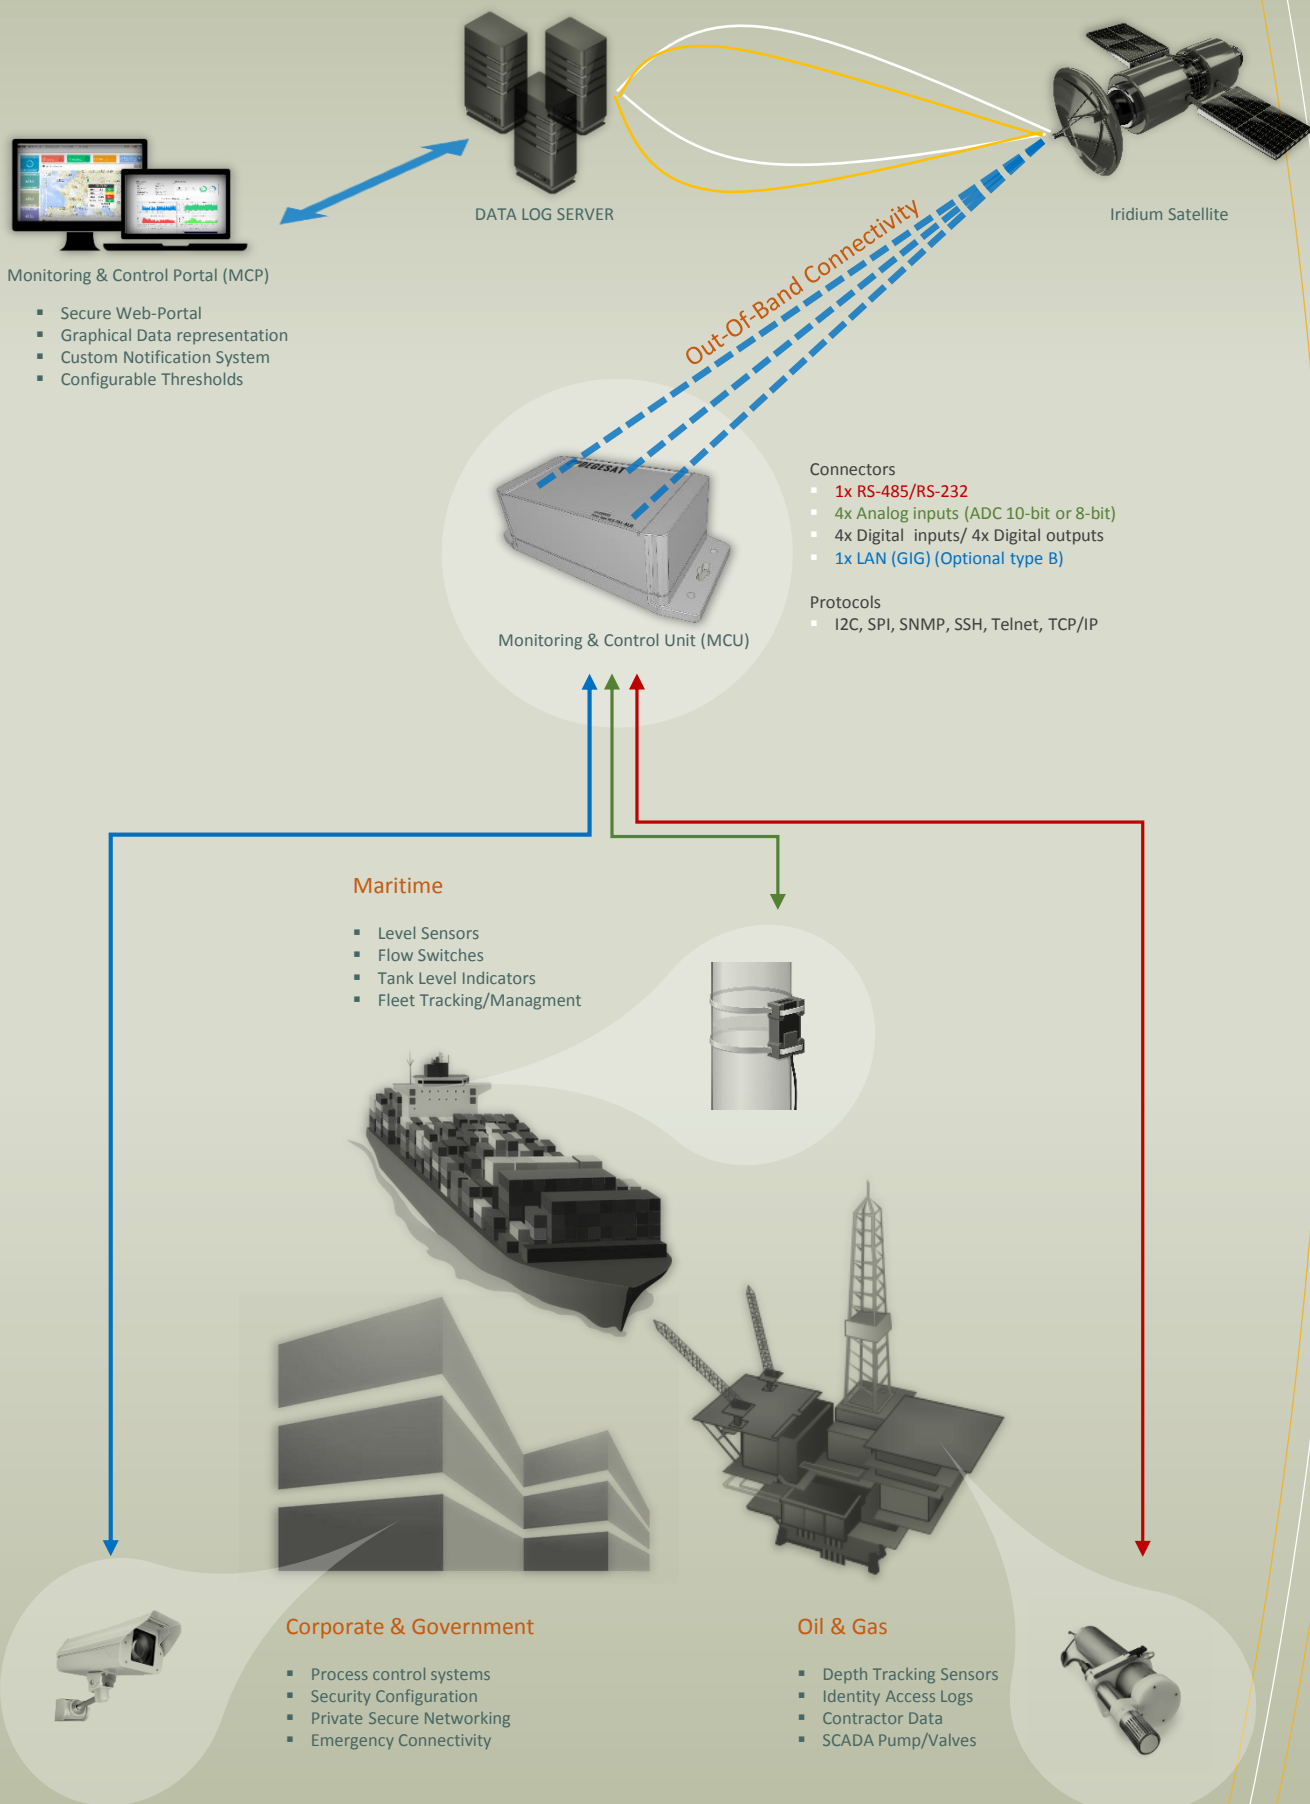 DATA LOG SERVER
Iridium Satellite
Monitoring & Control Portal (MCP)
▪ Secure Web-Portal
▪ Graphical Data representation
▪ Custom Notification System
▪ Configurable Thresholds
Out-Of-Band Connectivity
Connectors
▪ 1x RS-485/RS-232
▪ 4x Analog inputs (ADC 10-bit or 8-bit)
▪ 4x Digital inputs/ 4x Digital outputs
▪ 1x LAN (GIG) (Optional type B)
Protocols
▪ I2C, SPI, SNMP, SSH, Telnet, TCP/IP
Monitoring & Control Unit (MCU)
Maritime
▪ Level Sensors
▪ Flow Switches
▪ Tank Level Indicators
▪ Fleet Tracking/Managment
Corporate & Government
▪ Process control systems
▪ Security Configuration
▪ Private Secure Networking
▪ Emergency Connectivity
Oil & Gas
▪ Depth Tracking Sensors
▪ Identity Access Logs
▪ Contractor Data
▪ SCADA Pump/Valves